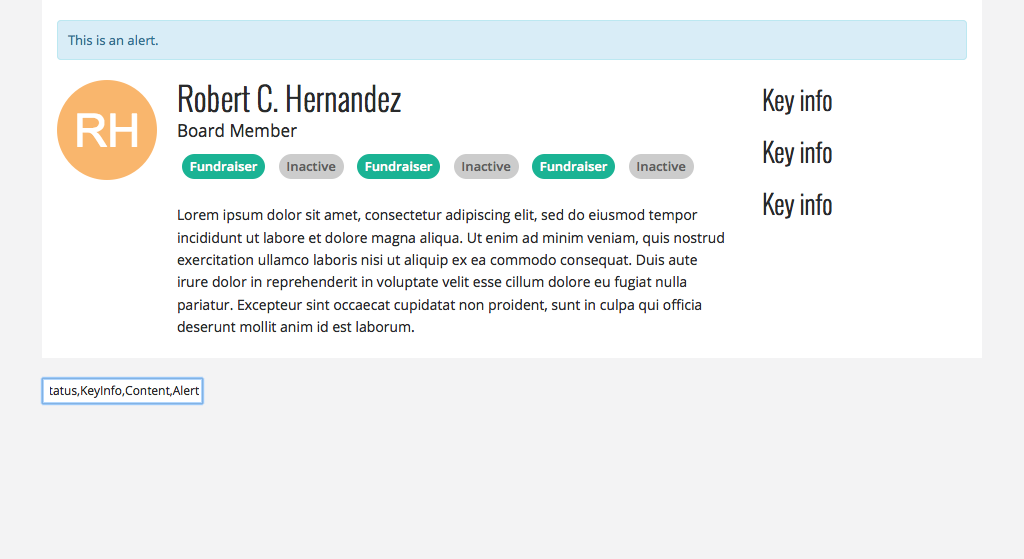 This is an alert.
RH
Robert C. Hernandez
Board Member
Fundraiser Inactive Fundraiser Inactive Fundraiser Inactive
Lorem ipsum dolor sit amet, consectetur adipiscing elit, sed do eiusmod tempor
incididunt ut labore et dolore magna aliqua. Ut enim ad minim veniam, quis nostrud
exercitation ullamco laboris nisi ut aliquip ex ea commodo consequat. Duis aute
irure dolor in reprehenderit in voluptate velit esse cillum dolore eu fugiat nulla
pariatur. Excepteur sint occaecat cupidatat non proident, sunt in culpa qui officia
deserunt mollit anim id est laborum.
Key info
Key info
Key info
tatus,KeyInfo,Content,Alert